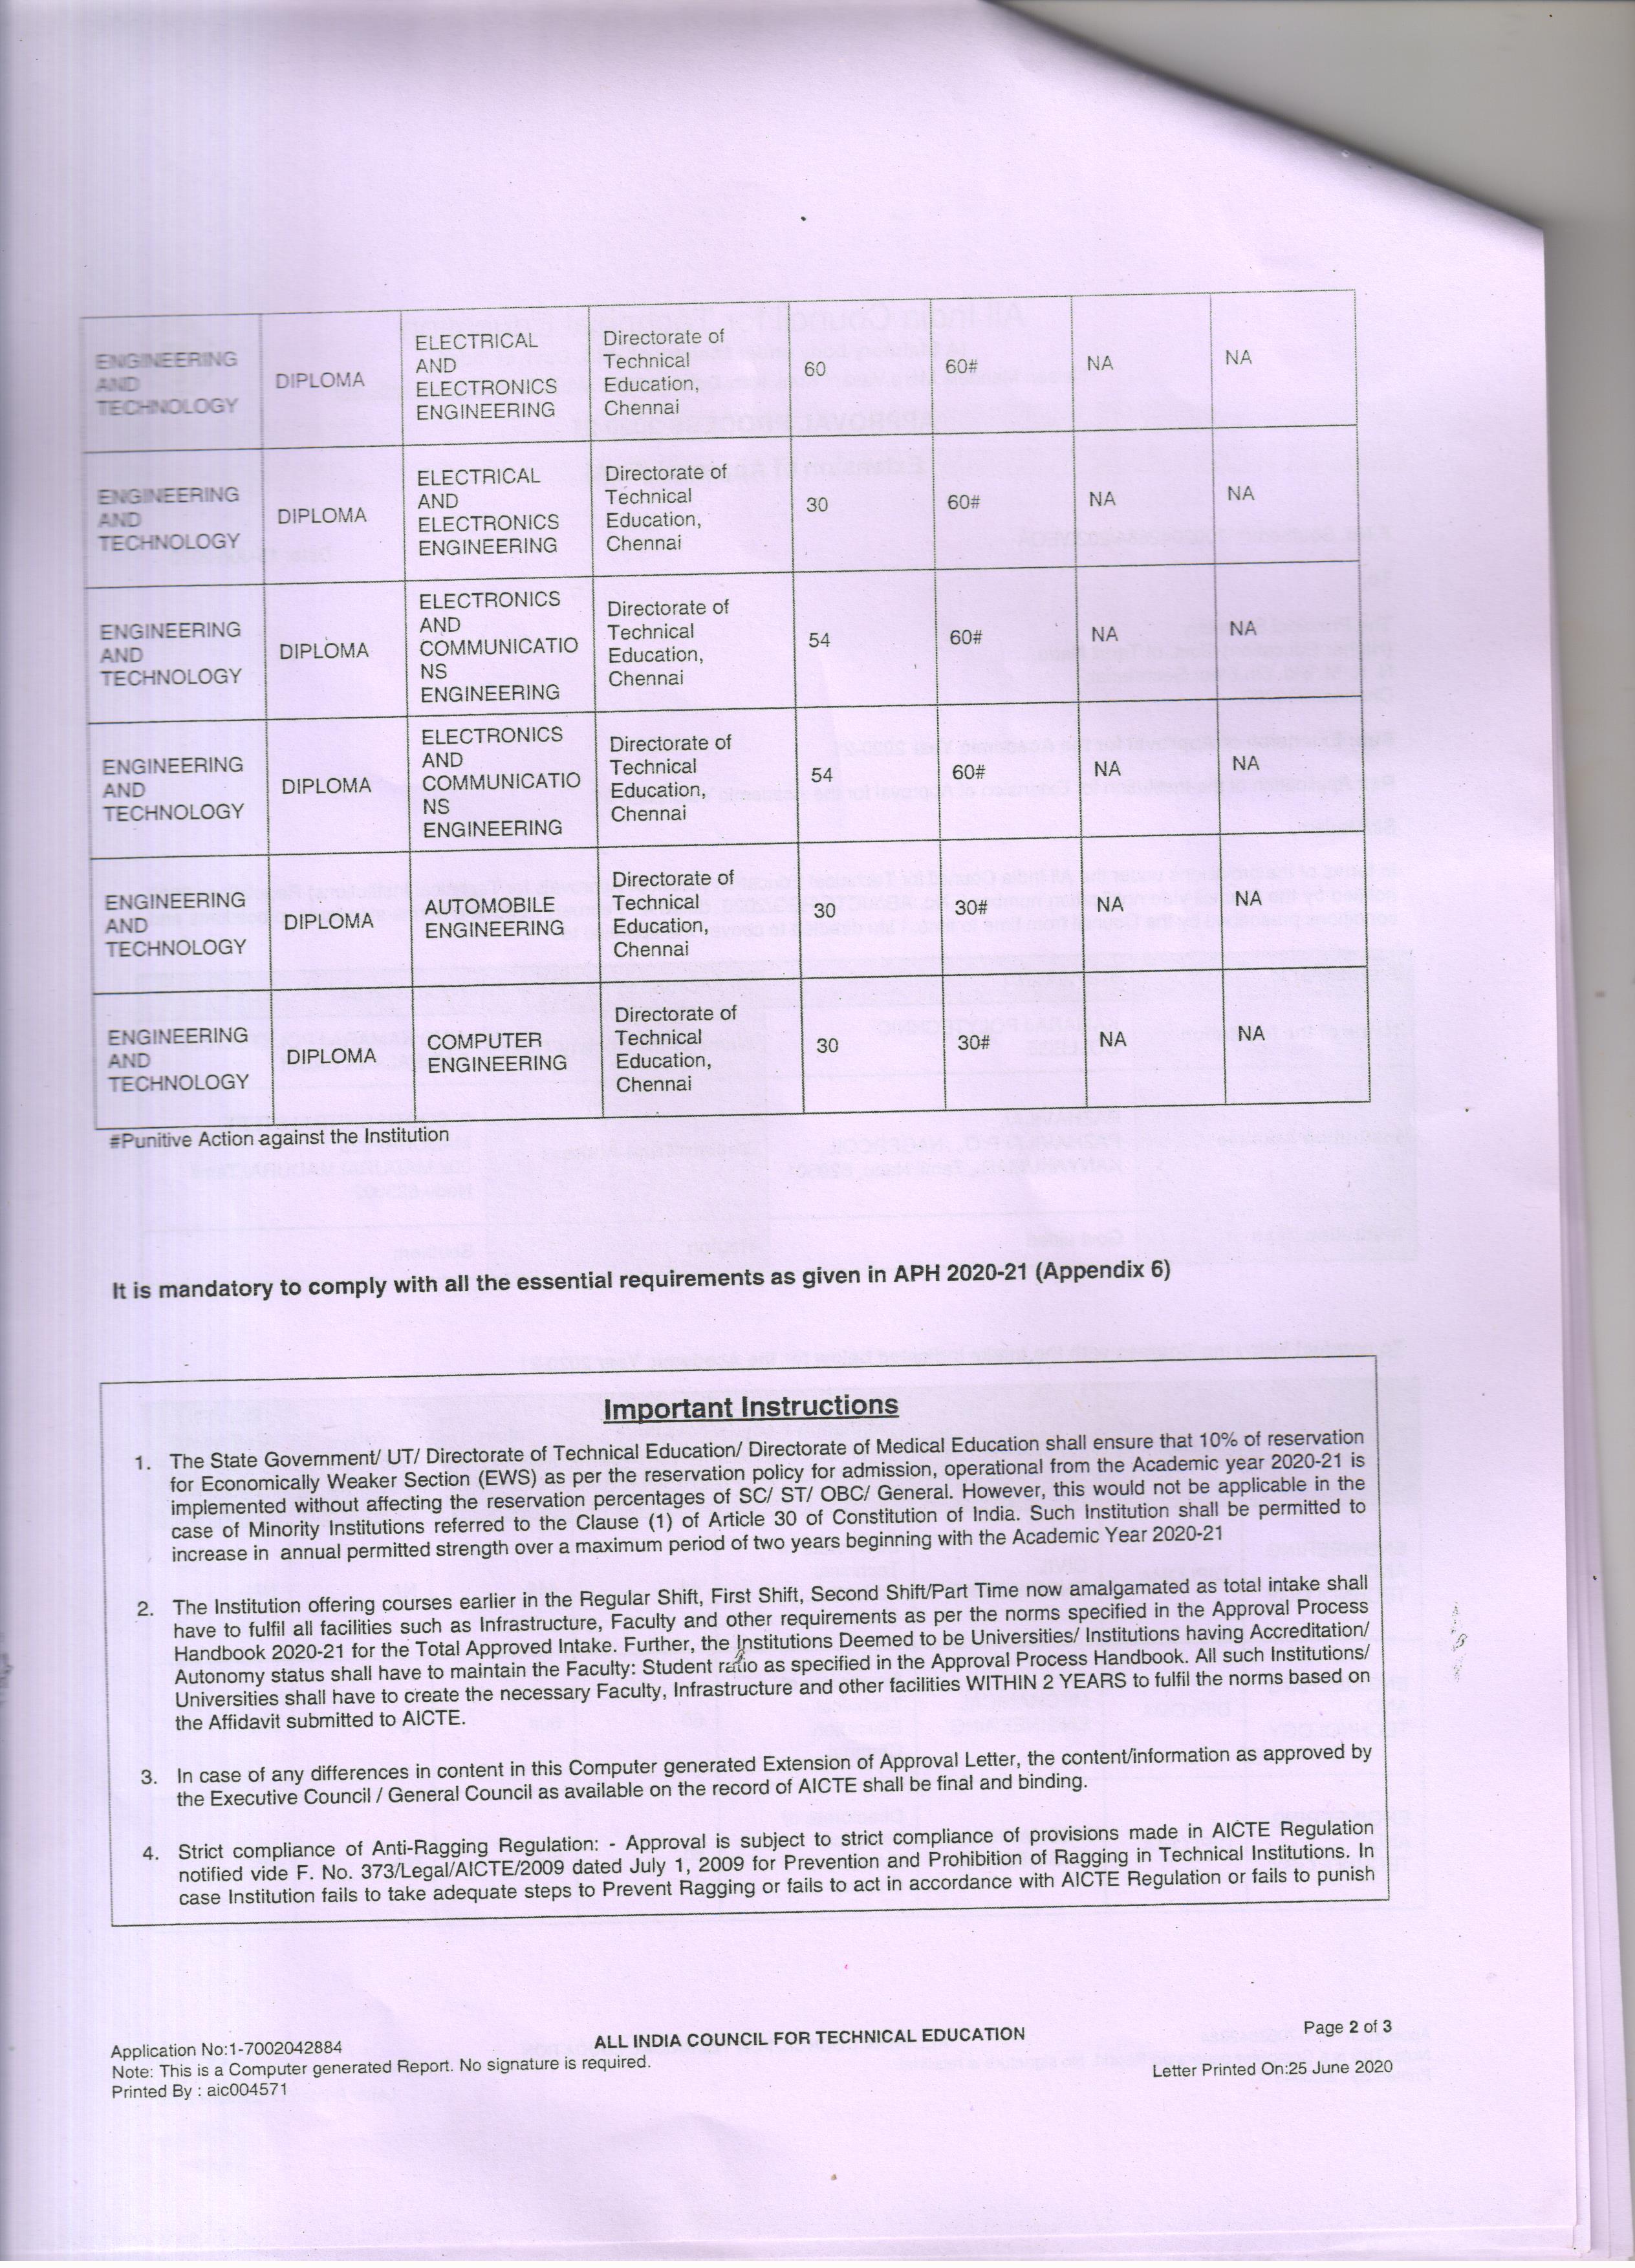 ENGINEERING
AND
TECHNOLOGY
DIPLOMA
ELECTRICAL
AND
ELECTRONICS
ENGINEERING
Directorate of
Technical
Education,
Chennai
60
60#
NA
NA
ENGINEERING
AND
TECHNOLOGY
DIPLOMA
ELECTRICAL
AND
ELECTRONICS
ENGINEERING
Directorate of
Technical
Education,
Chennai
30
60#
NA
NA
ENGINEERING
AND
TECHNOLOGY
DIPLOMA
ELECTRONICS
AND
COMMUNICATIO
NS
ENGINEERING
Directorate of
Technical
Education,
Chennai
54
60#
NA
NA
ENGINEERING
AND
TECHNOLOGY
DIPLOMA
ELECTRONICS
AND
COMMUNICATIO
NS
ENGINEERING
Directorate of
Technical
Education,
Chennai
54
60#
NA
NA
ENGINEERING
AND
TECHNOLOGY
DIPLOMA
AUTOMOBILE
ENGINEERING
Directorate of
Technical
Education,
Chennai
30
30#
NA
NA
ENGINEERING
AND
TECHNOLOGY
DIPLOMA
COMPUTER
ENGINEERING
Directorate of
Technical
Education,
Chennai
30
30#
NA
NA
#Punitive Action against the Institution
It is mandatory to comply with all the essential requirements as given in APH 2020-21 (Appendix 6)
Important Instructions
1. The State Government/ UT/ Directorate of Technical Education/ Directorate of Medical Education shall ensure that 10% of reservation
for Economically Weaker Section (EWS) as per the reservation policy for admission, operational from the Academic year 2020-21 is
implemented without affecting the reservation percentages of SC/ ST/ OBC/ General. However, this would not be applicable in the
case of Minority Institutions referred to the Clause (1) of Article 30 of Constitution of India. Such Institution shall be permitted to
increase in annual permitted strength over a maximum period of two years beginning with the Academic Year 2020-21
2. The Institution offering courses earlier in the Regular Shift, First Shift, Second Shift/Part Time now amalgamated as total intake shall
have to fulfil all facilities such as Infrastructure, Faculty and other requirements as per the norms specified in the Approval Process
Handbook 2020-21 for the Total Approved Intake. Further, the Institutions Deemed to be Universities/ Institutions having Accreditation/
Autonomy status shall have to maintain the Faculty: Student ratio as specified in the Approval Process Handbook. All such Institutions/
Universities shall have to create the necessary Faculty, Infrastructure and other facilities WITHIN 2 YEARS to fulfil the norms based on
the Affidavit submitted to AICTE.
3. In case of any differences in content in this Computer generated Extension of Approval Letter, the content/information as approved by
the Executive Council / General Council as available on the record of AICTE shall be final and binding.
4. Strict compliance of Anti-Ragging Regulation: - Approval is subject to strict compliance of provisions made in AICTE Regulation
notified vide F. No. 373/Legal/AICTE/2009 dated July 1, 2009 for Prevention and Prohibition of Ragging in Technical Institutions. In
case Institution fails to take adequate steps to Prevent Ragging or fails to act in accordance with AICTE Regulation or fails to punish
Application No:1-7002042884
ALL INDIA COUNCIL FOR TECHNICAL EDUCATION
Page 2 of 3
Note: This is a Computer generated Report. No signature is required.
Letter Printed On:25 June 2020
Printed By : aic004571